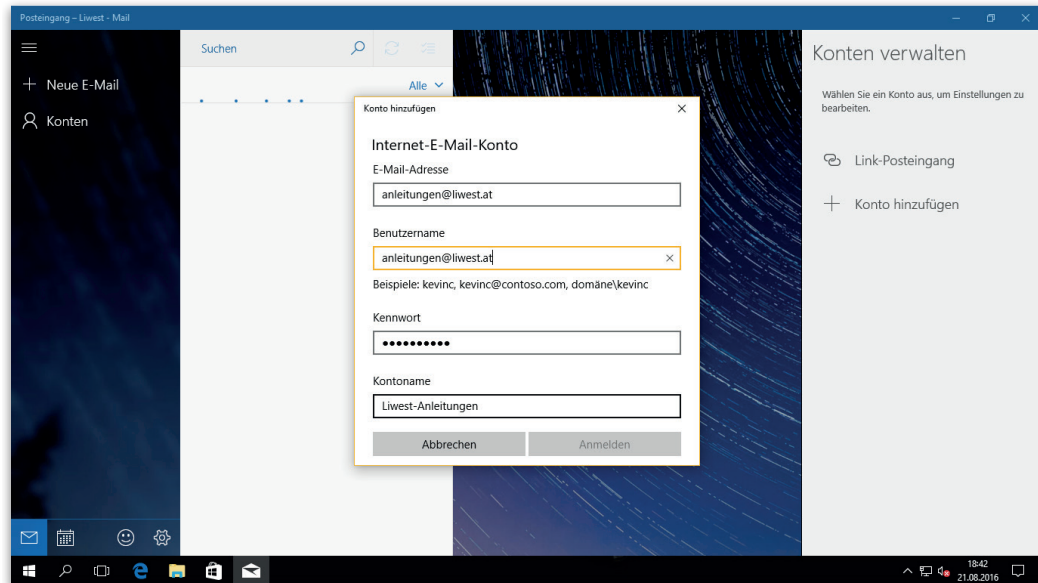 Posteingang – Liwest - Mail
Neue E-Mail
Konten
Suchen
Alle
Konto hinzufügen
Internet-E-Mail-Konto
E-Mail-Adresse
anleitungen@liwest.at
Benutzername
anleitungen@liwest.at
Beispiele: kevinc, kevinc@contoso.com, domäne\kevinc
Kennwort
●●●●●●●●●●
Kontoname
Liwest-Anleitungen
Abbrechen
Anmelden
Konten verwalten
Wählen Sie ein Konto aus, um Einstellungen zu
bearbeiten.
Link-Posteingang
Konto hinzufügen
18:42
21.08.2016